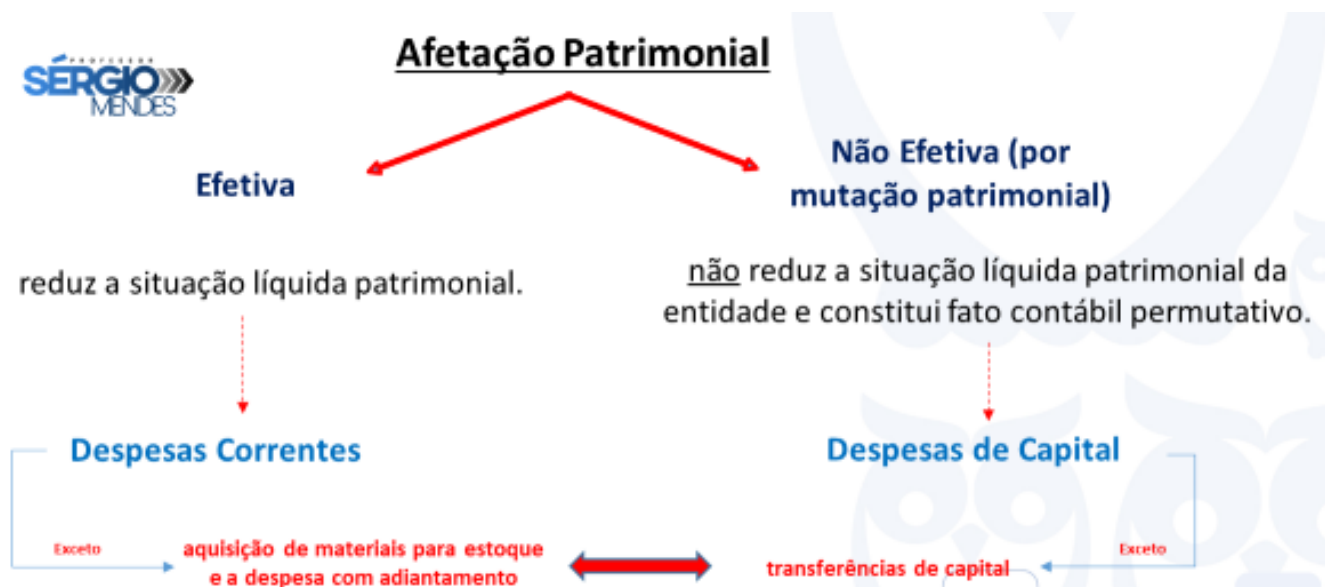 Afetação Patrimonial
PROFESSOR
SÉRGIO
MENDES
Efetiva
Não Efetiva (por
mutação patrimonial)
reduz a situação líquida patrimonial.
não reduz a situação líquida patrimonial da
entidade e constitui fato contábil permutativo.
Despesas Correntes
Despesas de Capital
Exceto
aquisição de materiais para estoque
e a despesa com adiantamento
transferências de capital
Exceto